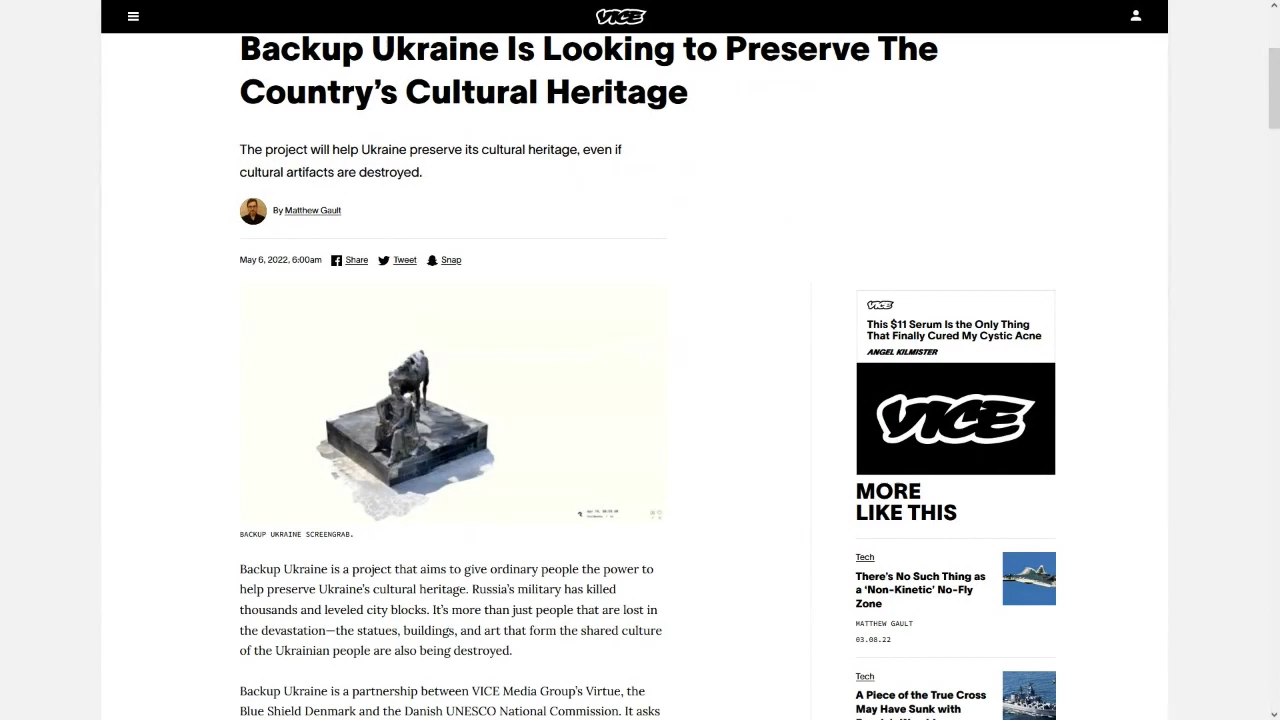 VICE
Backup Ukraine Is Looking to Preserve The
Country’s Cultural Heritage
The project will help Ukraine preserve its cultural heritage, even if
cultural artifacts are destroyed.
By Matthew Gault
May 6, 2022, 6:00am Share Tweet Snap
BACKUP UKRAINE SCREENGRAB.
Backup Ukraine is a project that aims to give ordinary people the power to
help preserve Ukraine’s cultural heritage. Russia’s military has killed
thousands and leveled city blocks. It’s more than just people that are lost in
the devastation—the statues, buildings, and art that form the shared culture
of the Ukrainian people are also being destroyed.
Backup Ukraine is a partnership between VICE Media Group’s Virtue, the
Blue Shield Denmark and the Danish UNESCO National Commission. It asks
VICE
This $11 Serum Is the Only Thing
That Finally Cured My Cystic Acne
ANGEL KILMISTER
VICE
MORE
LIKE THIS
Tech
There’s No Such Thing as
a ‘Non-Kinetic’ No-Fly
Zone
MATTHEW GAULT
03.08.22
Tech
A Piece of the True Cross
May Have Sunk with